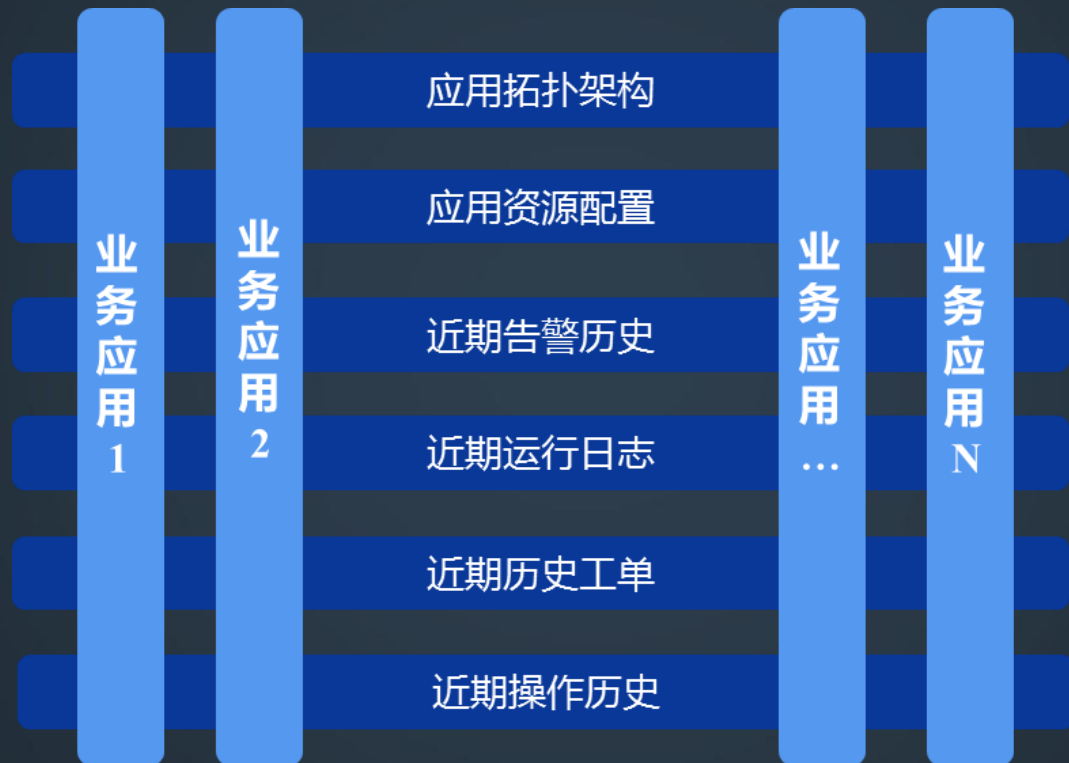 应用拓扑架构
应用资源配置
近期告警历史
近期运行日志
近期历史工单
近期操作历史
业务应用1
业务应用2
业务应用…
业务应用N